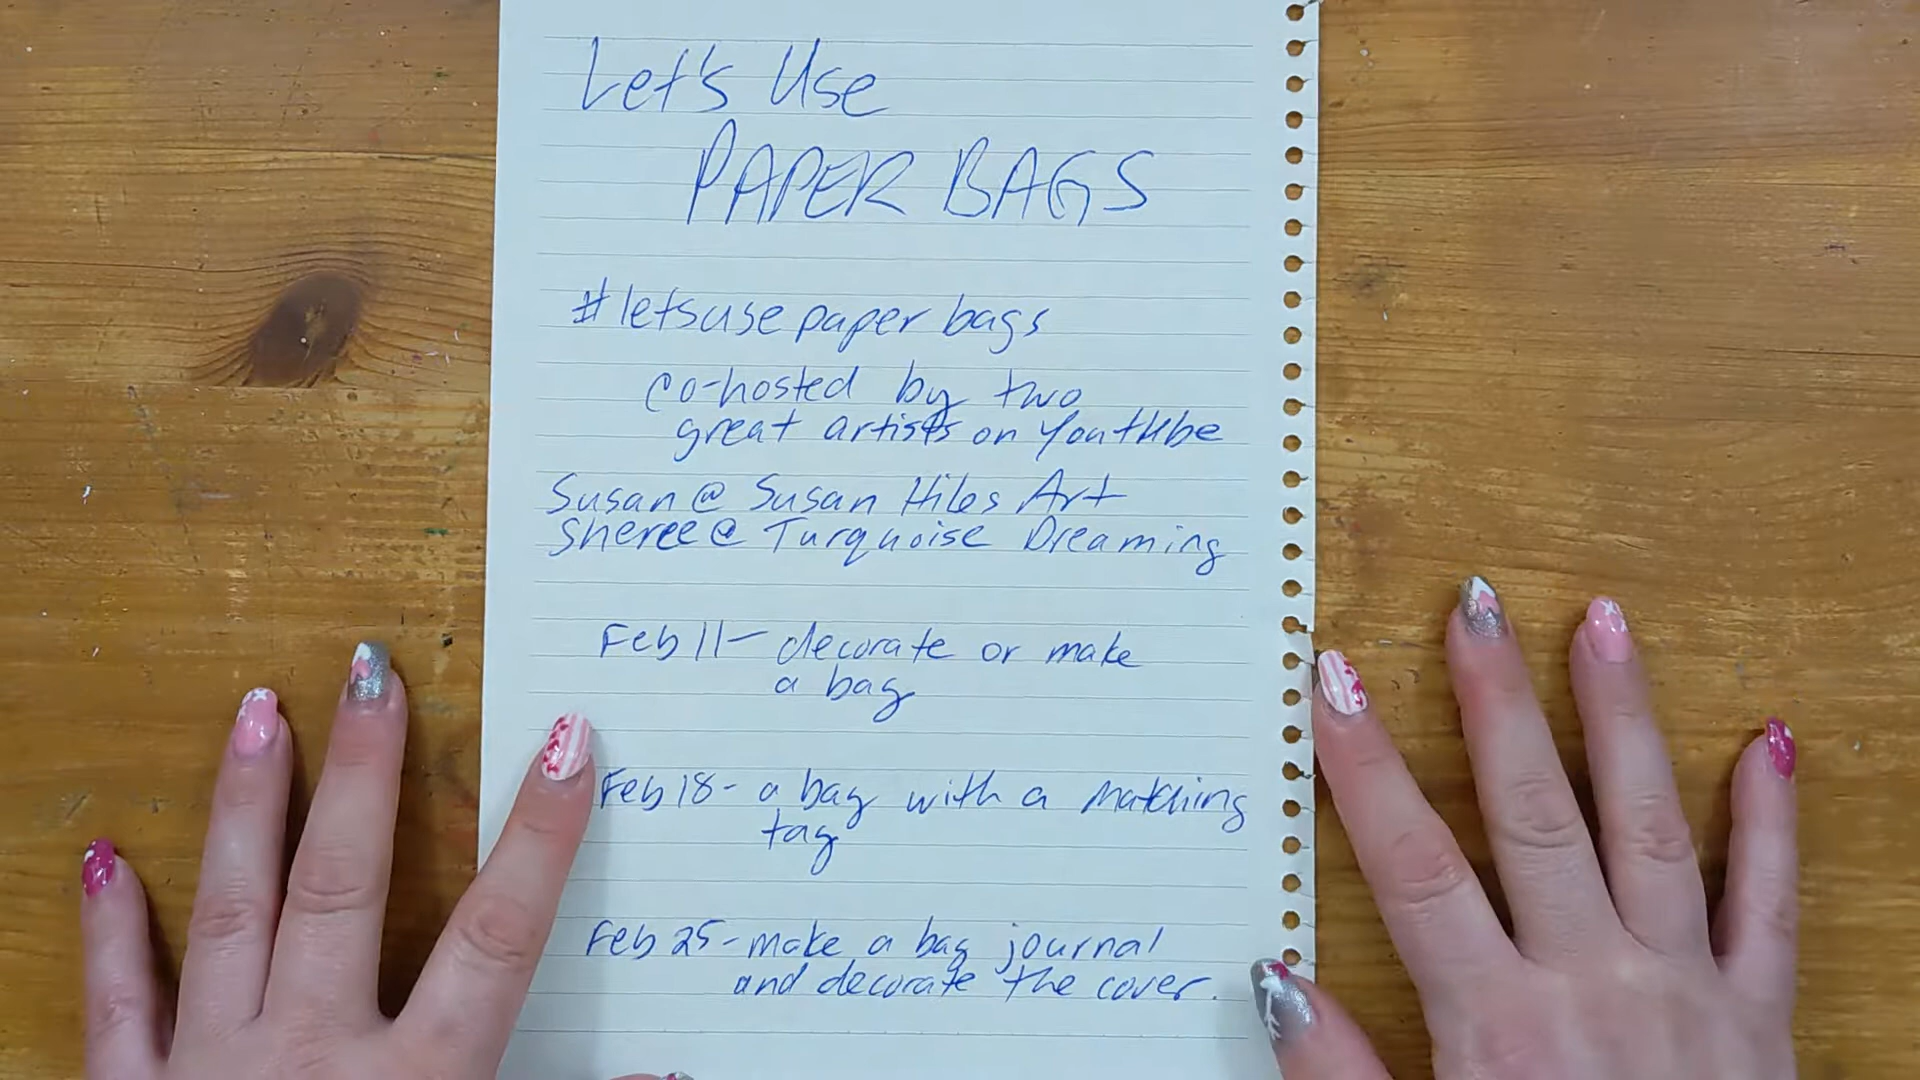 Let's Use
PAPER BAGS
#letsuse paper bags
co-hosted by two
great artists on YoutUbe
Susan @ Susan Hiles Art
Sheree @ Turquoise Dreaming
Feb 11- decorate or make
a bag
Feb 18- a bag with a matching
tag
Feb 25- make a bag journal
and decorate the cover.